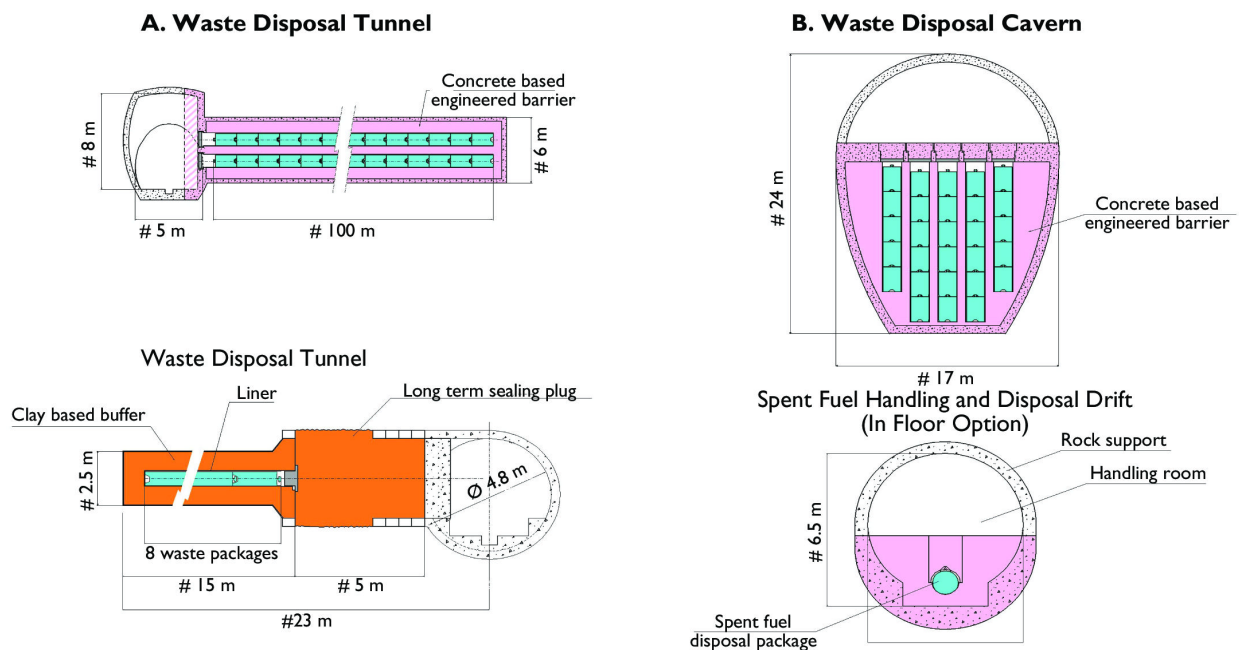 A. Waste Disposal Tunnel
Concrete based
engineered barrier
# 8 m
# 6 m
# 5 m
# 100 m
B. Waste Disposal Cavern
# 24 m
Concrete based
engineered barrier
# 17 m
Waste Disposal Tunnel
Liner
Long term sealing plug
Clay based buffer
# 2.5 m
Ø 4.8 m
8 waste packages
# 15 m
# 5 m
#23 m
Spent Fuel Handling and Disposal Drift
(In Floor Option)
Rock support
Handling room
# 6.5 m
Spent fuel
disposal package